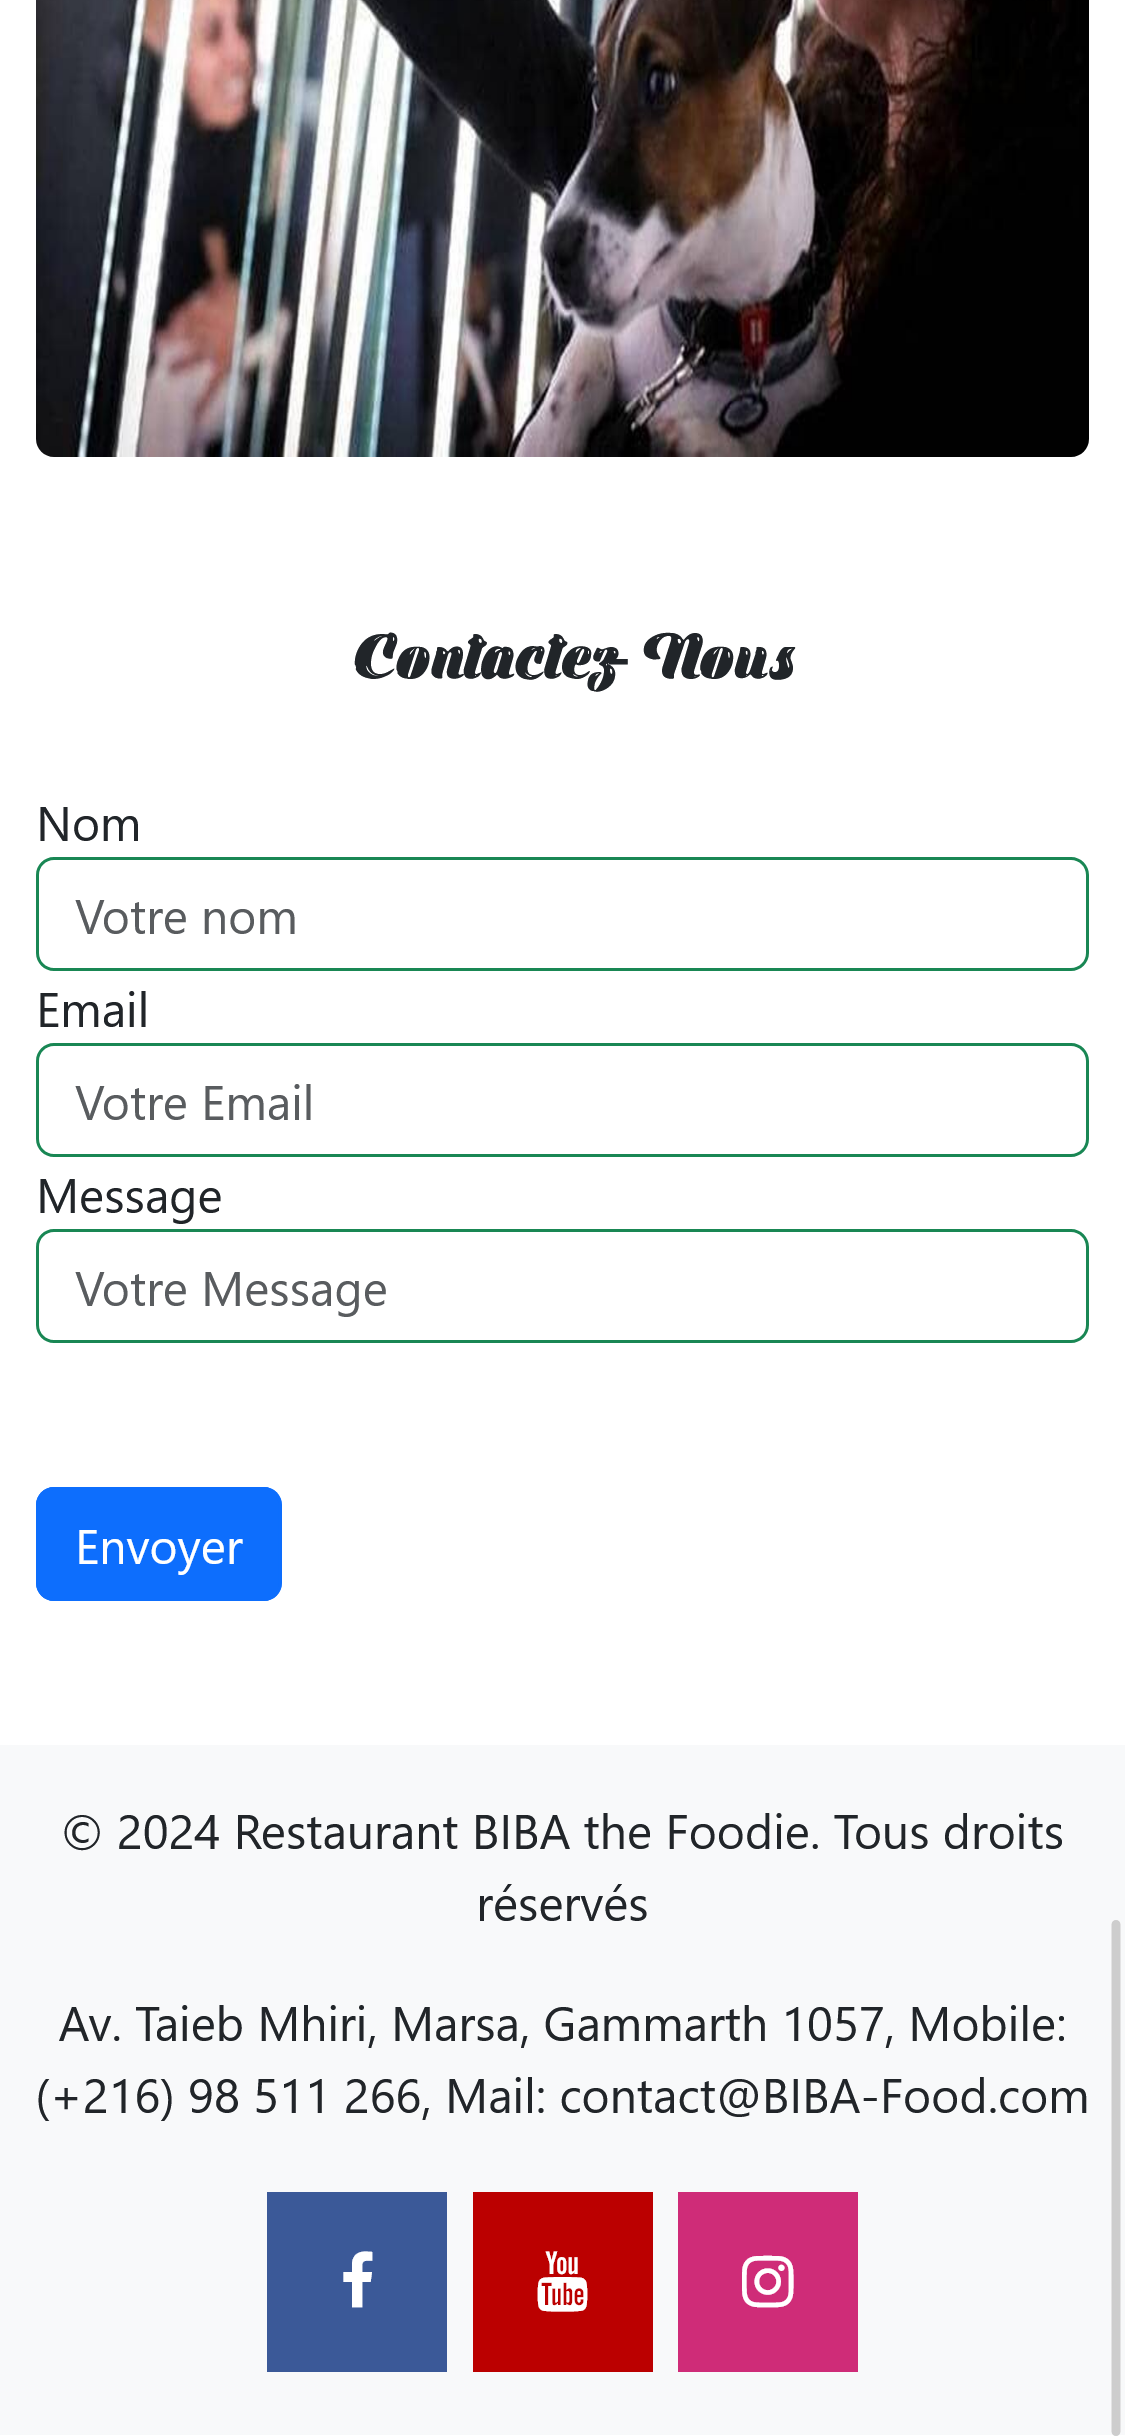 Contactez Nous
Nom
Votre nom
Email
Votre Email
Message
Votre Message
Envoyer
© 2024 Restaurant BIBA the Foodie. Tous droits
réservés
Av. Taieb Mhiri, Marsa, Gammarth 1057, Mobile:
(+216) 98 511 266, Mail: contact@BIBA-Food.com
f
You
Tube